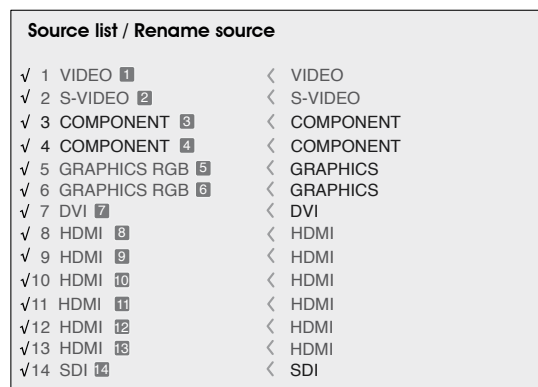 Source list / Rename source
√ 1 VIDEO 1 〈 VIDEO
√ 2 S-VIDEO 2 〈 S-VIDEO
√ 3 COMPONENT 3 〈 COMPONENT
√ 4 COMPONENT 4 〈 COMPONENT
√ 5 GRAPHICS RGB 5 〈 GRAPHICS
√ 6 GRAPHICS RGB 6 〈 GRAPHICS
√ 7 DVI 7 〈 DVI
√ 8 HDMI 8 〈 HDMI
√ 9 HDMI 9 〈 HDMI
√10 HDMI 10 〈 HDMI
√11 HDMI 11 〈 HDMI
√12 HDMI 12 〈 HDMI
√13 HDMI 13 〈 HDMI
√14 SDI 14 〈 SDI